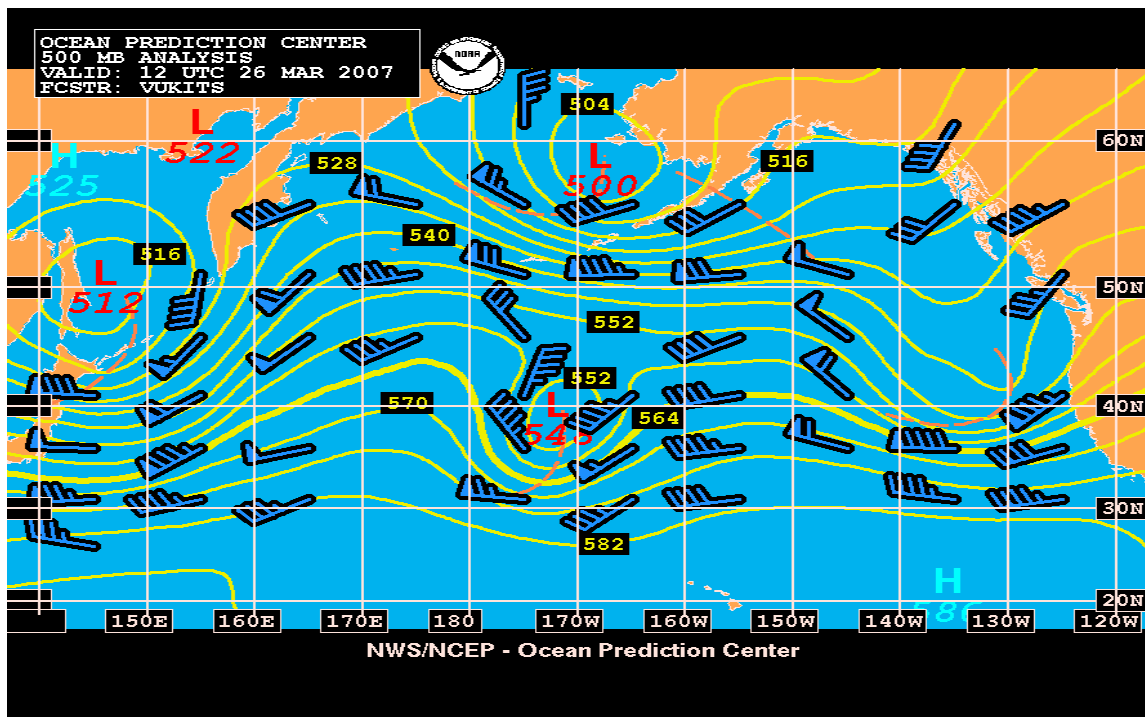 OCEAN PREDICTION CENTER
500 MB ANALYSIS
VALID: 12 UTC 26 MAR 2007
FCSTR: VUKITS
NOAA
504
L
522
H
525
528
L
500
516
60N
516
540
L
512
50N
552
552
570
L
564
40N
30N
582
H
20N
150E
160E
170E
180
170W
160W
150W
140W
130W
120W
NWS/NCEP - Ocean Prediction Center